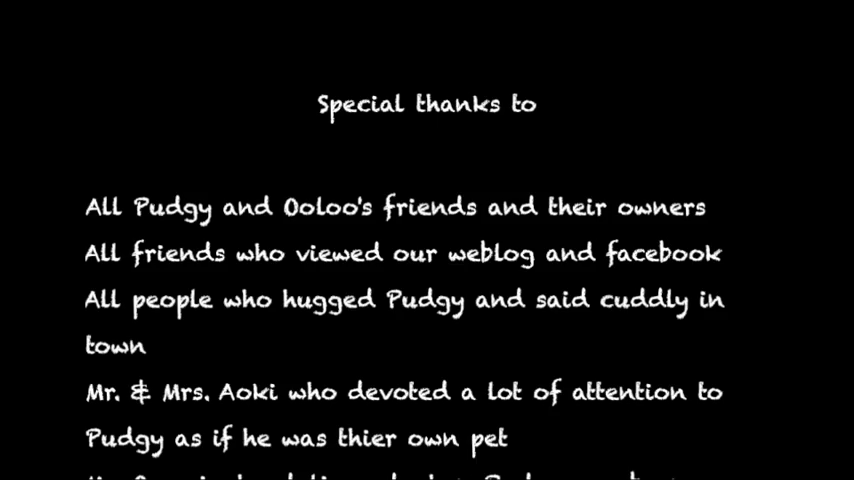 Special thanks to
All Pudgy and Ooloo's friends and their owners
All friends who viewed our weblog and facebook
All people who hugged Pudgy and said cuddly in
town
Mr. & Mrs. Aoki who devoted a lot of attention to
Pudgy as if he was thier own pet